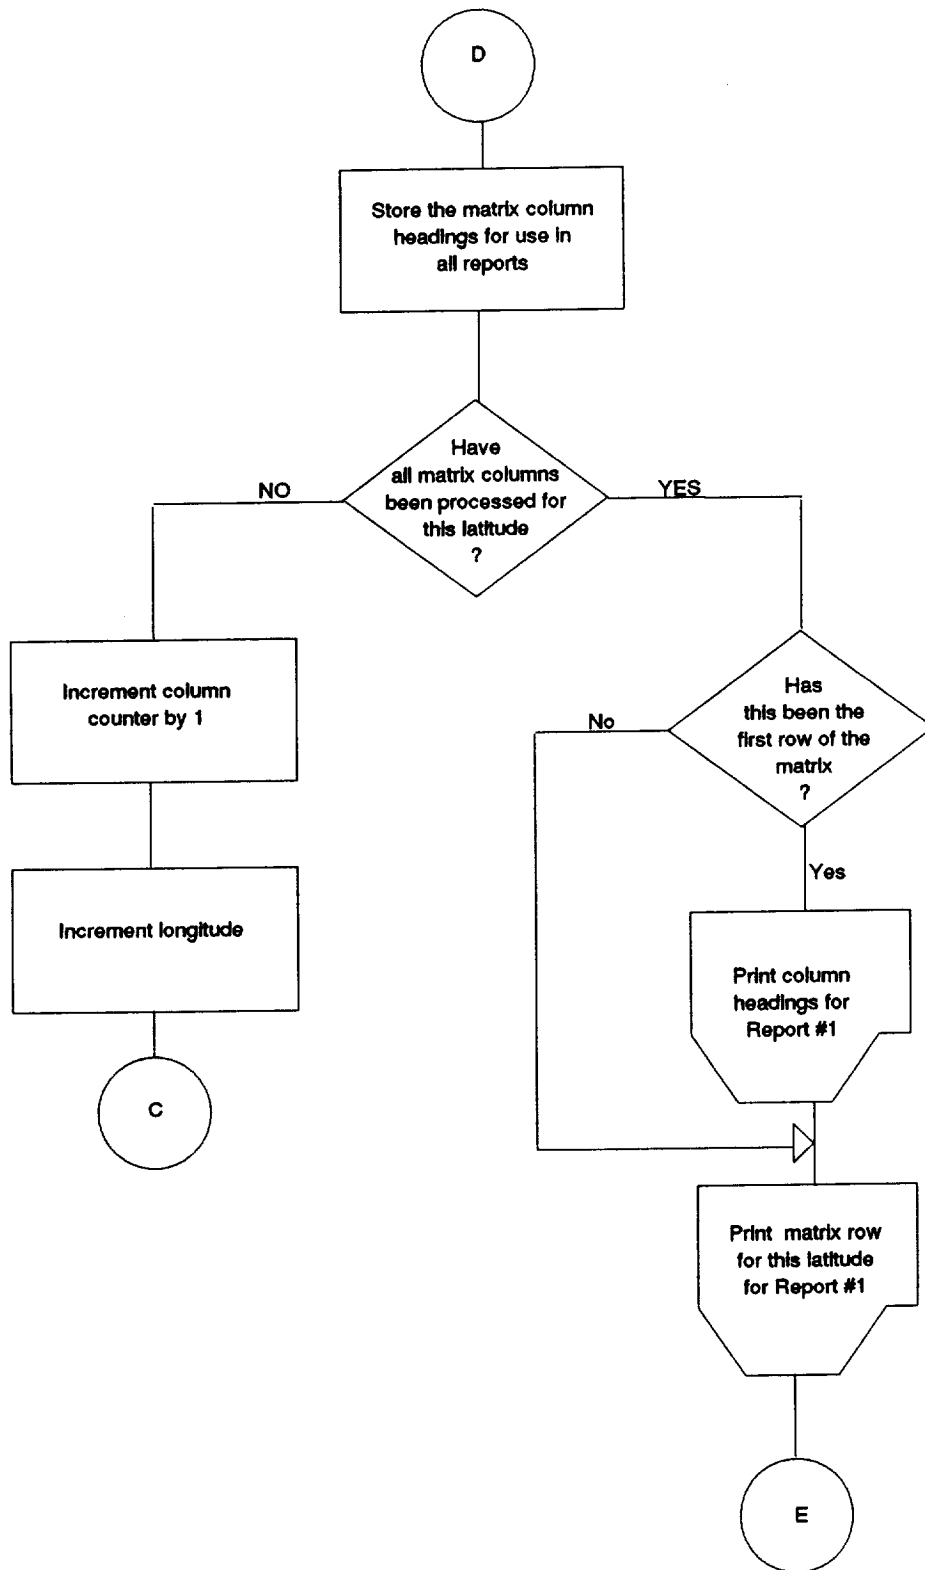 D
Store the matrix column
headings for use in
all reports
Have
all matrix columns
been processed for
this latitude
?
NO
YES
Increment column
counter by 1
Has
this been the
first row of the
matrix
?
No
Yes
Increment longitude
Print column
headings for
Report #1
C
Print matrix row
for this latitude
for Report #1
E